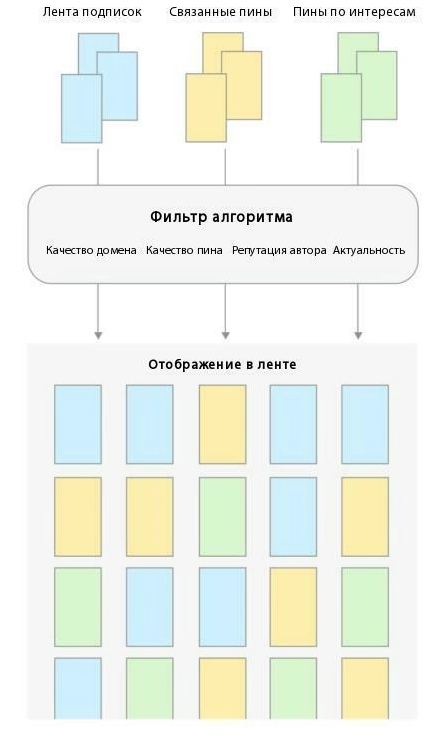 Лента подписок Связанные пины Пины по интересам
Фильтр алгоритма
Качество домена Качество пина Репутация автора Актуальность
Отображение в ленте